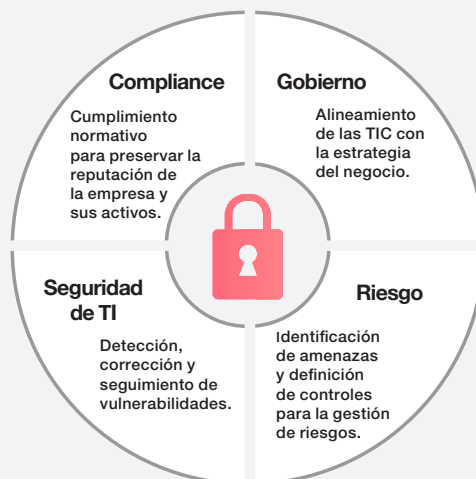 Compliance
Cumplimiento
normativo
para preservar la
reputación de
la empresa y
sus activos.
Gobierno
Alineamiento
de las TIC con
la estrategia
del negocio.
Seguridad
de TI
Detección,
corrección y
seguimiento de
vulnerabilidades.
Riesgo
Identificación
de amenazas
y definición
de controles
para la gestión
de riesgos.